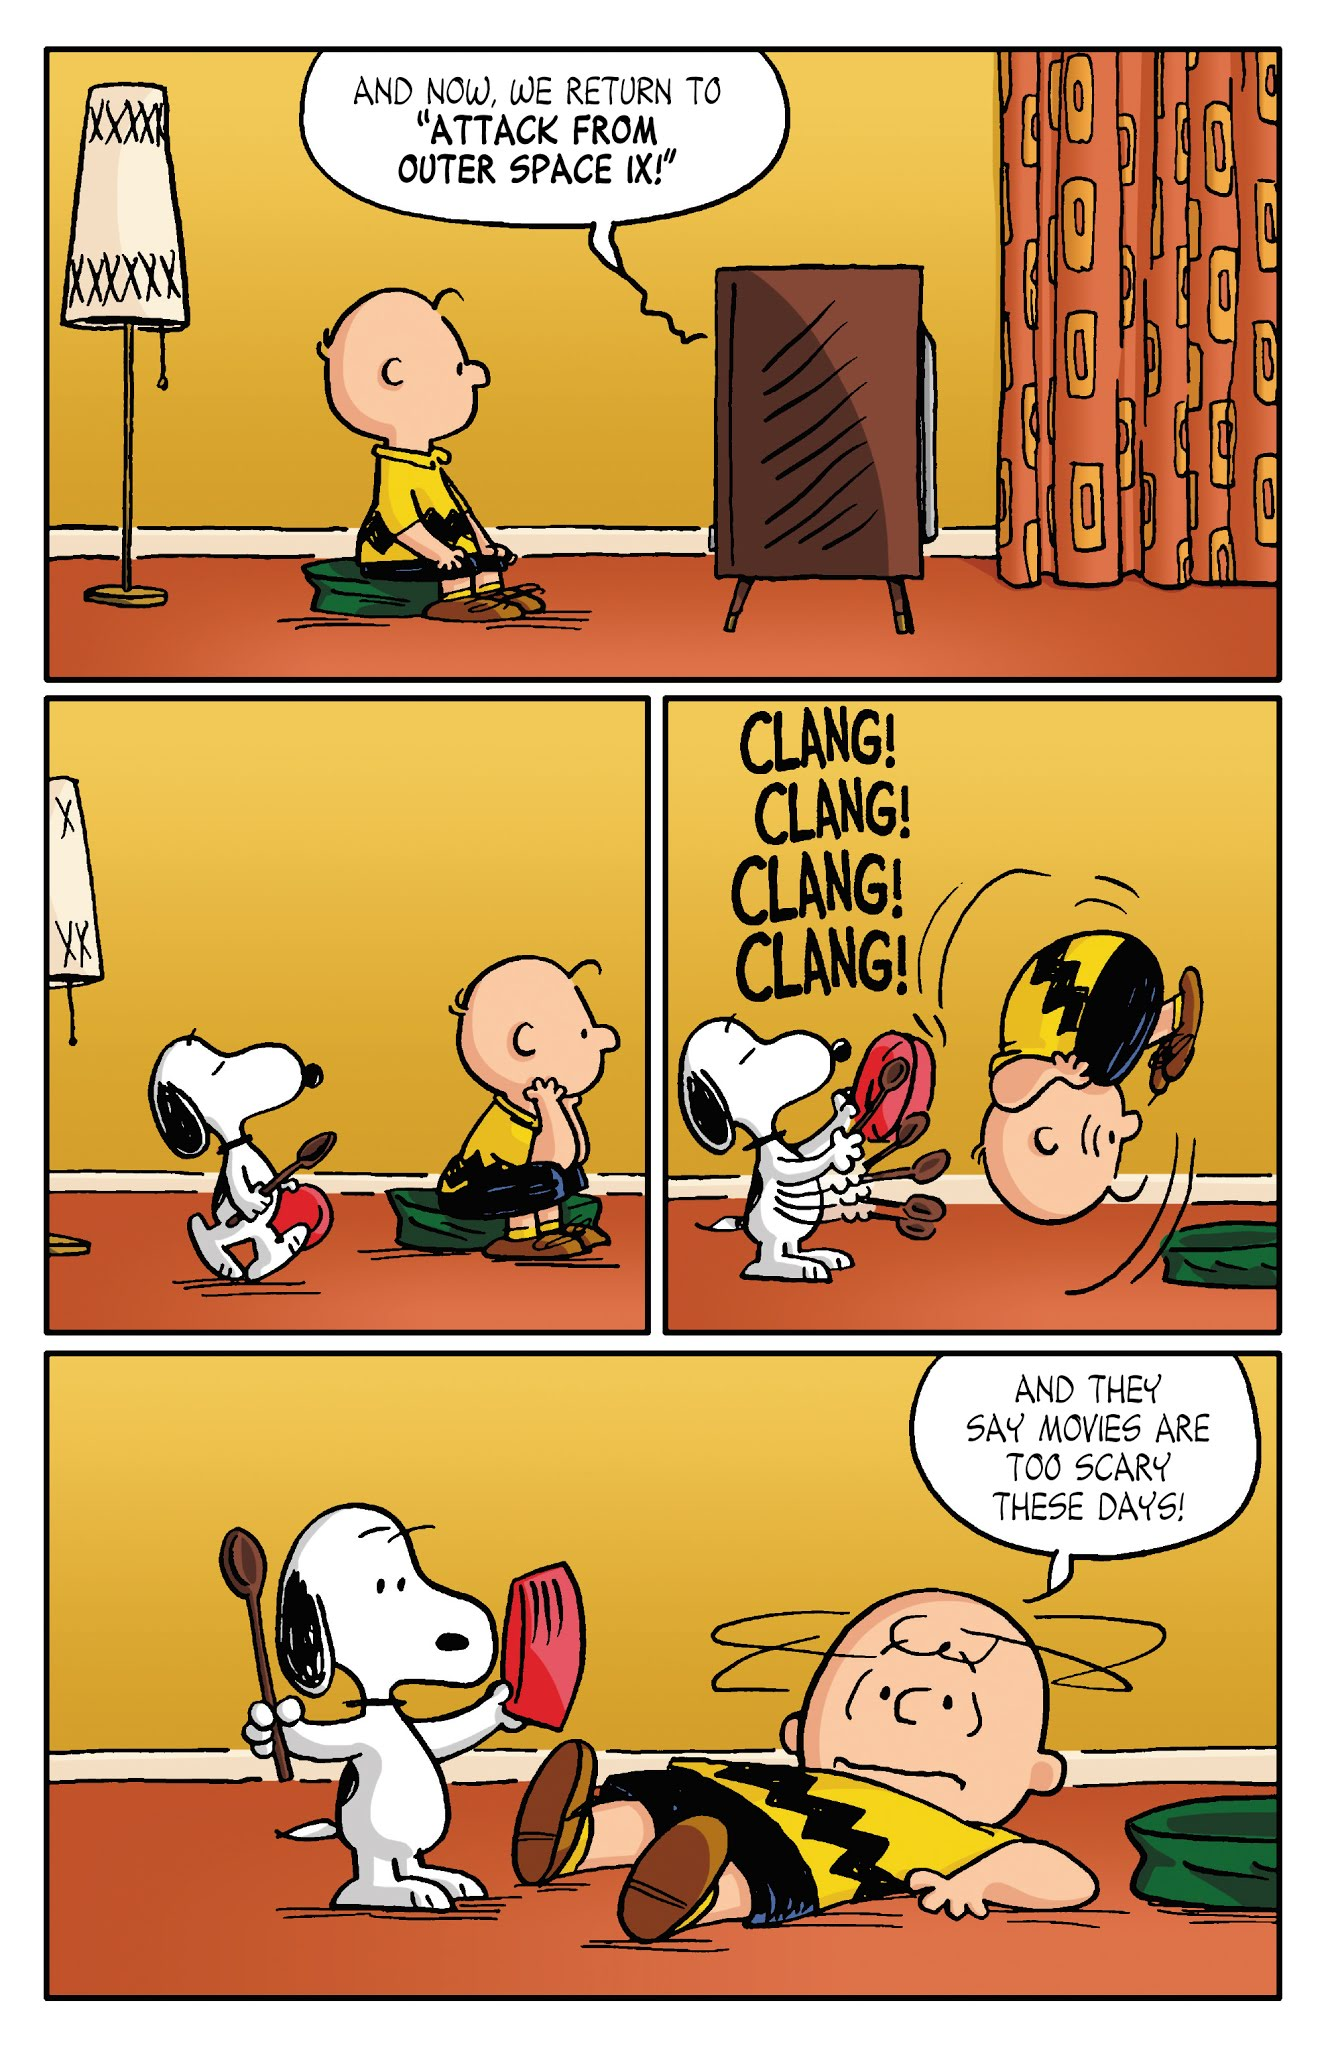 AND NOW, WE RETURN TO
"ATTACK FROM
OUTER SPACE IX!"
CLANG!
CLANG!
CLANG!
CLANG!
AND THEY
SAY MOVIES ARE
TOO SCARY
THESE DAYS!